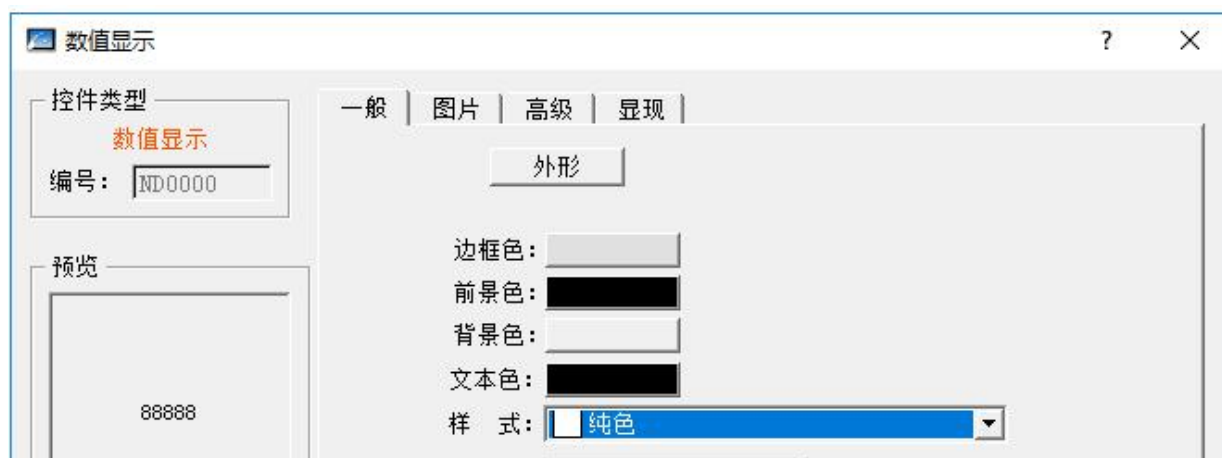 数值显示
控件类型
数值显示
编号： ND0000
预览
88888
一般 图片 高级 显现
外形
边框色：
前景色：
背景色：
文本色：
样 式： 纯色